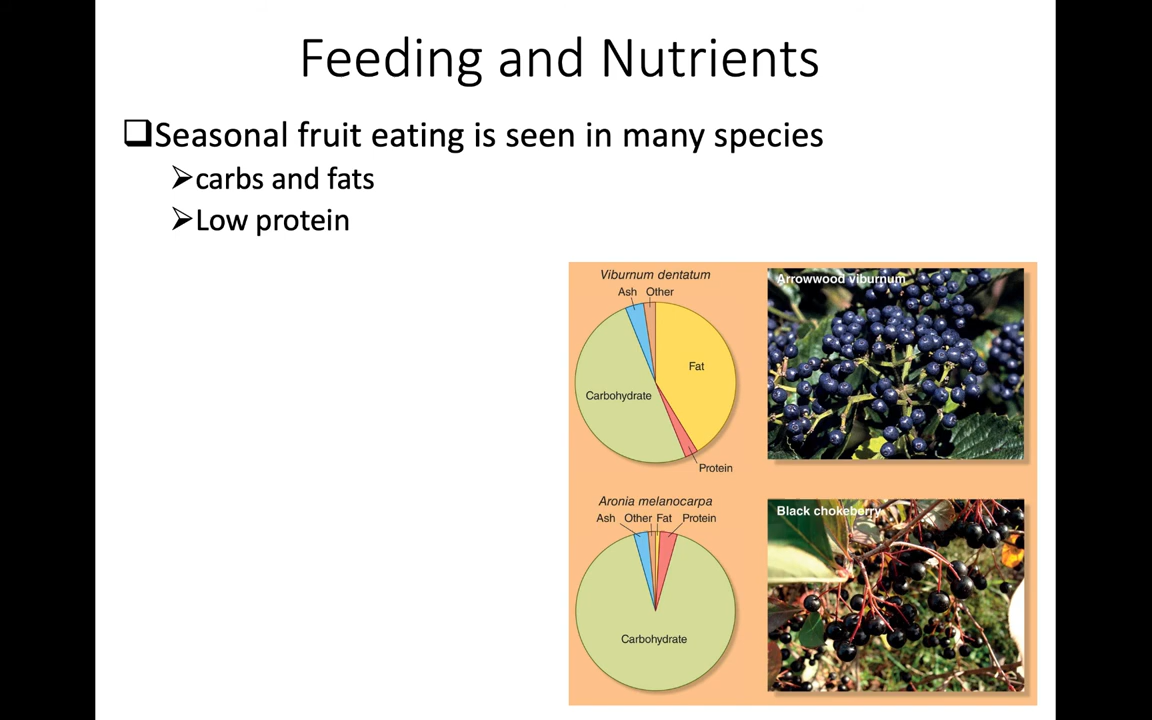 Feeding and Nutrients
Seasonal fruit eating is seen in many species
carbs and fats
Low protein
Viburnum dentatum
Ash Other
Fat
Carbohydrate
Protein
Arrowwood viburnum
Aronia melanocarpa
Ash Other Fat Protein
Carbohydrate
Black chokeberry